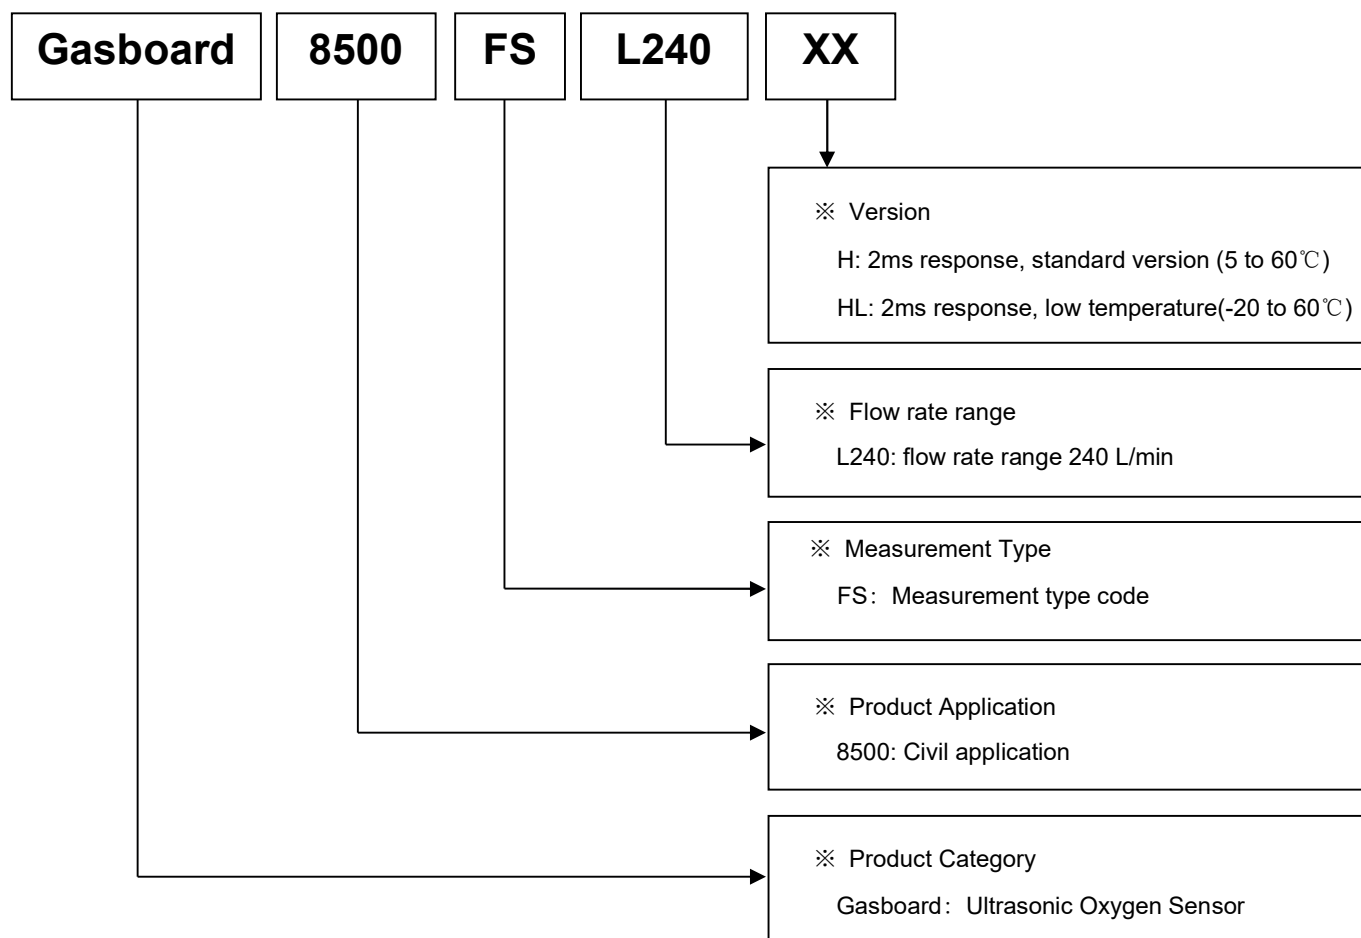 Gasboard 8500 FS L240 XX
※ Version
H: 2ms response, standard version (5 to 60℃)
HL: 2ms response, low temperature(-20 to 60℃)
※ Flow rate range
L240: flow rate range 240 L/min
※ Measurement Type
FS：Measurement type code
※ Product Application
8500: Civil application
※ Product Category
Gasboard：Ultrasonic Oxygen Sensor